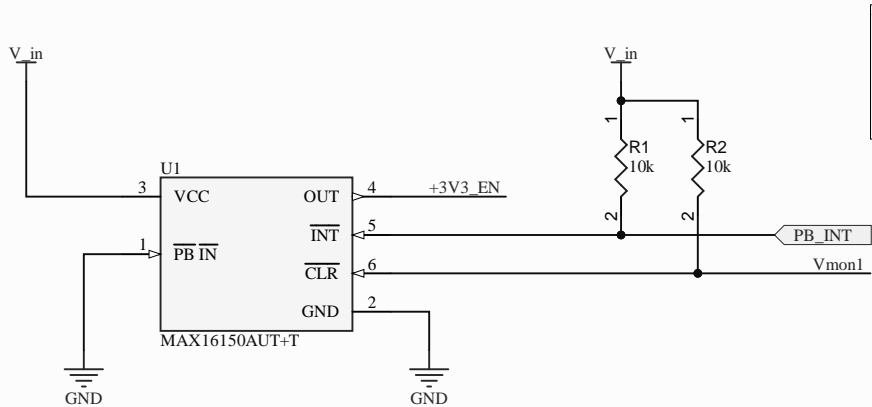 V_in
V_in
1
1
R1
R2
10k
10k
U1
3
VCC
OUT
4
+3V3_EN
2
2
1
PB IN
INT
5
PB_INT
CLR
6
Vmon1
GND
2
MAX16150AUT+T
GND
GND